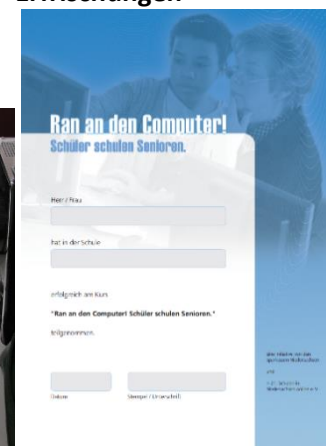 Erfrischungen
Ran an den Computer!
Schüler schulen Senioren.
Herr / Frau
hat in der Schule
erfolgreich am Kurs
"Ran an den Computer! Schüler schulen Senioren."
teilgenommen.
Datum
Stempel / Unterschrift